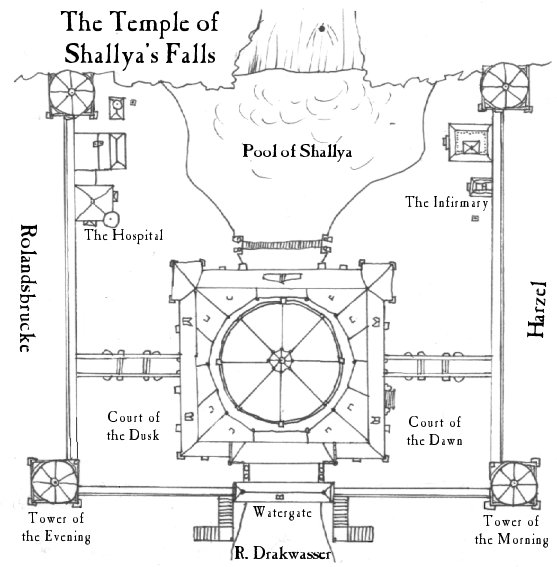 The Temple of
Shallya's Falls
Pool of Shallya
The Infirmary
The Hospital
Rolandsbrucke
Harzel
Court of
the Dusk
Court of
the Dawn
Tower of
the Evening
Watergate
Tower of
the Morning
R. Drakwasser